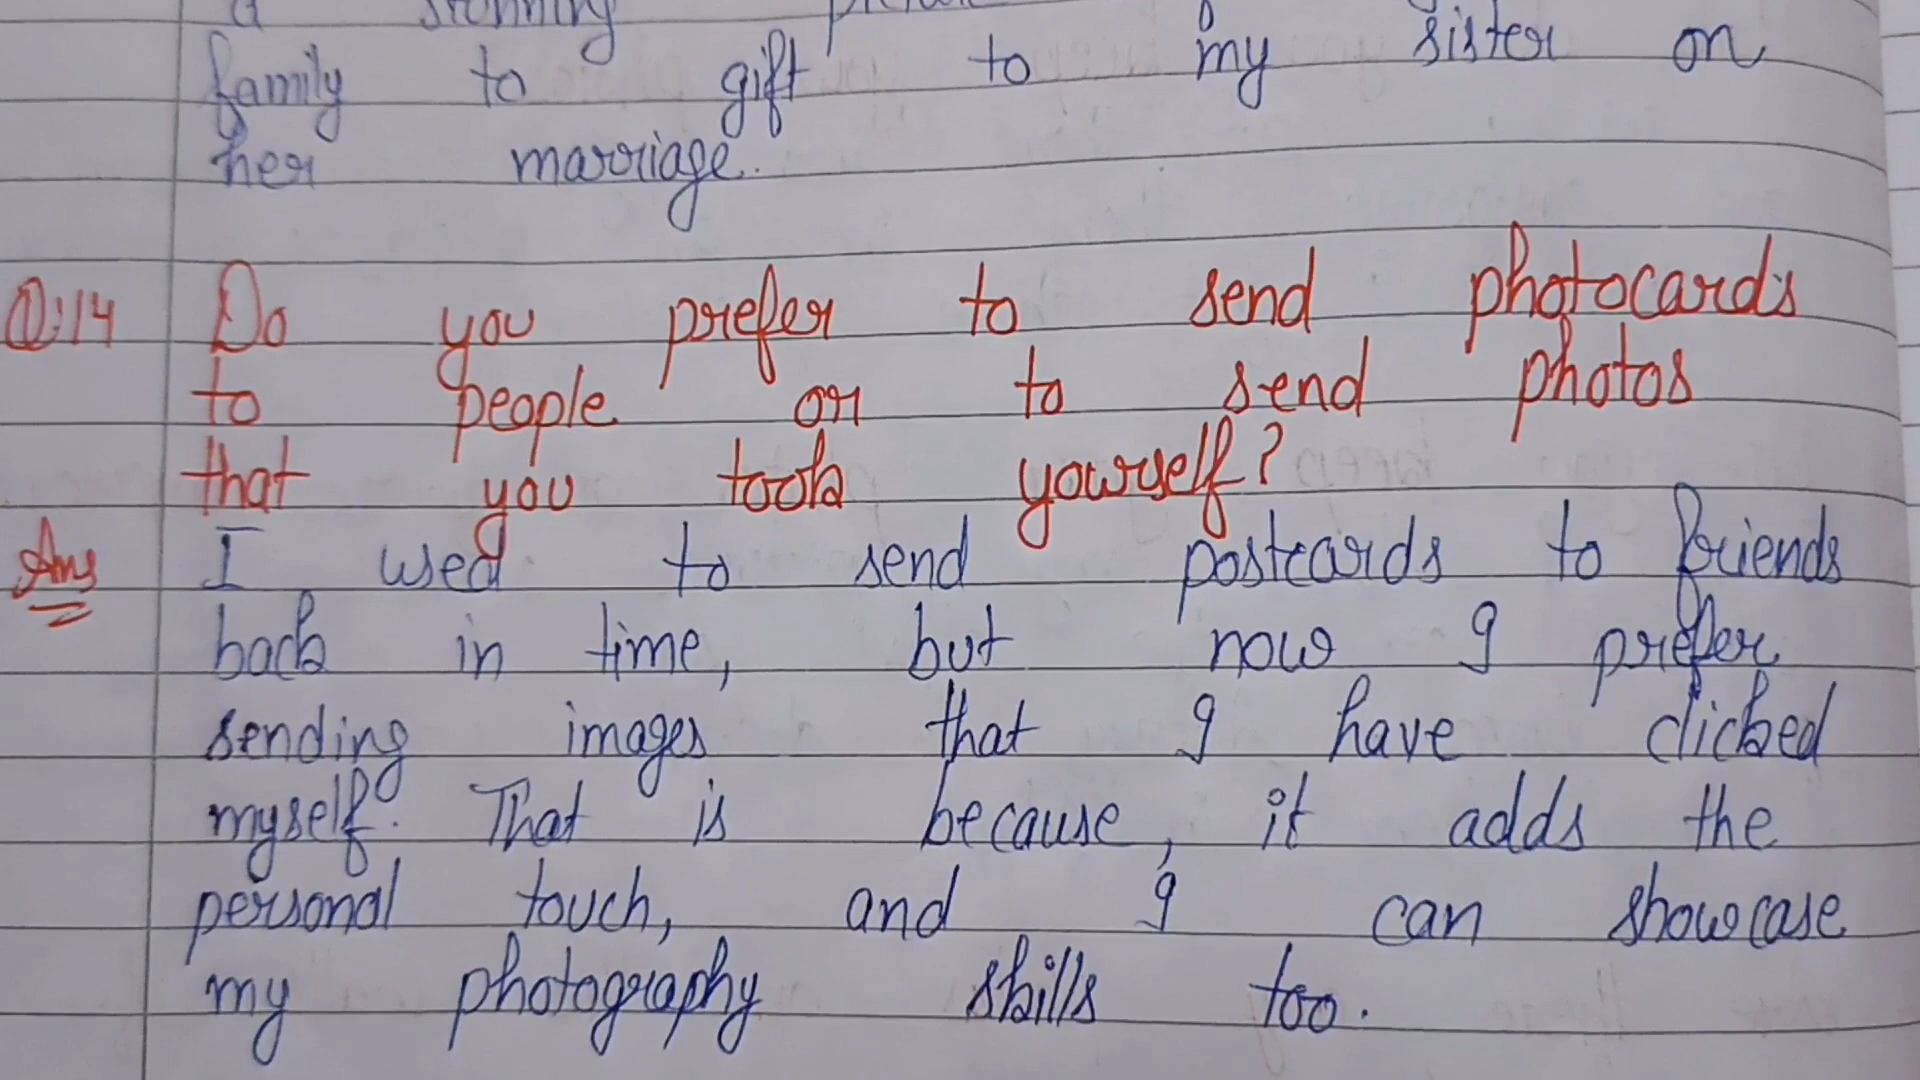 a stunning picture
family to gift to my sister on
her marriage.
Q:14 Do you prefer to send photocards
to people or to send photos
that you took yourself?
Ans I used to send postcards to friends
back in time, but now I prefer
sending images that I have clicked
myself. That is because, it adds the
personal touch, and I can showcase
my photography skills too.